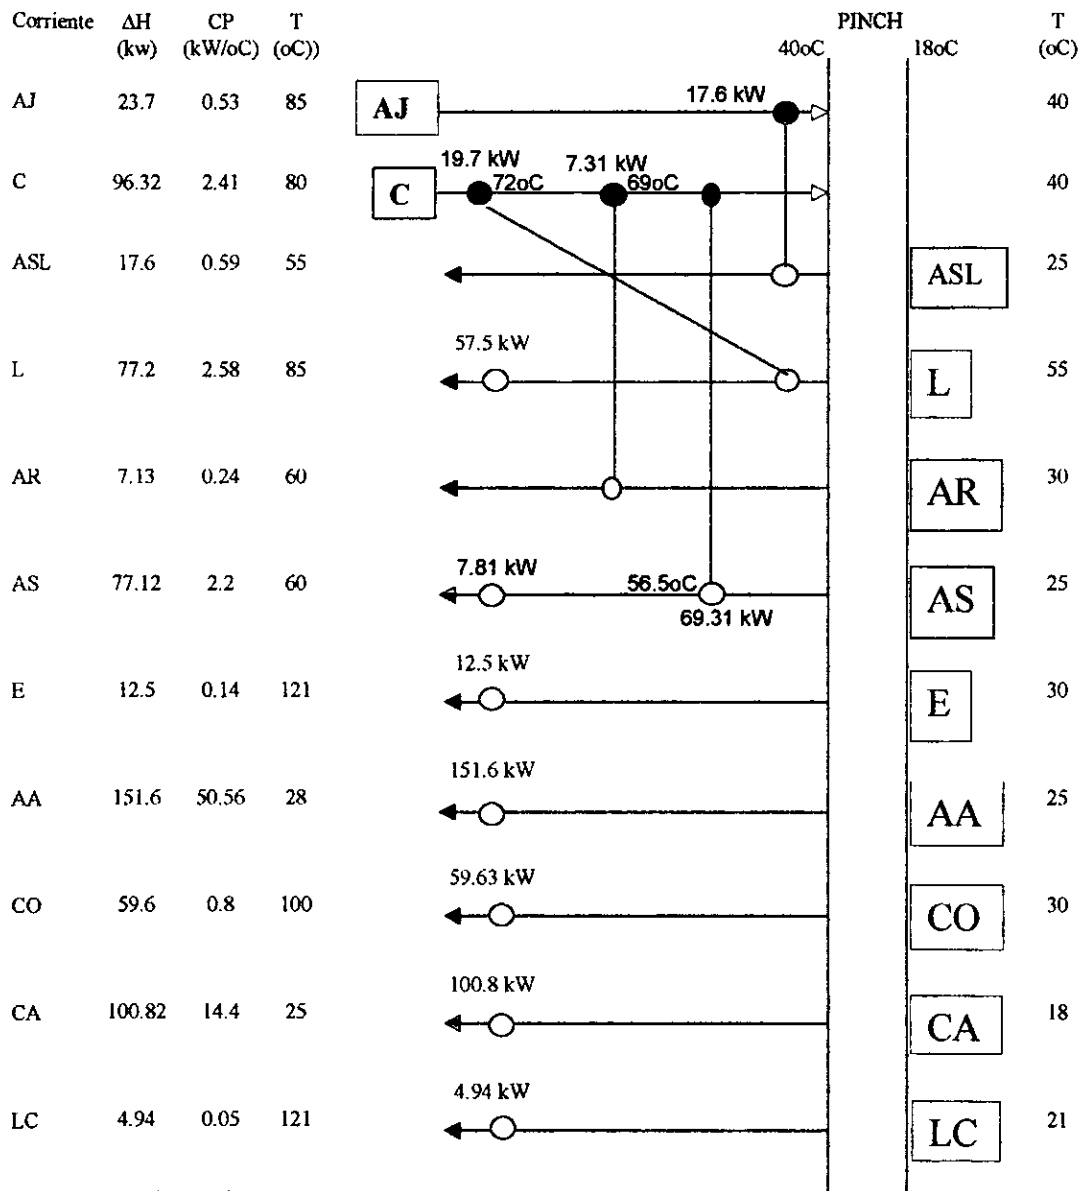 Corriente ΔH CP T PINCH T
(kw) (kW/oC) (oC)) 40oC 18oC (oC)
AJ 23.7 0.53 85 AJ 17.6 kW 40
19.7 kW 7.31 kW
C 96.32 2.41 80 C 72oC 69oC 40
ASL 17.6 0.59 55 ASL 25
57.5 kW
L 77.2 2.58 85 L 55
AR 7.13 0.24 60 AR 30
7.81 kW
AS 77.12 2.2 60 56.5oC AS 25
69.31 kW
12.5 kW
E 12.5 0.14 121 E 30
151.6 kW
AA 151.6 50.56 28 AA 25
59.63 kW
CO 59.6 0.8 100 CO 30
100.8 kW
CA 100.82 14.4 25 CA 18
4.94 kW
LC 4.94 0.05 121 LC 21